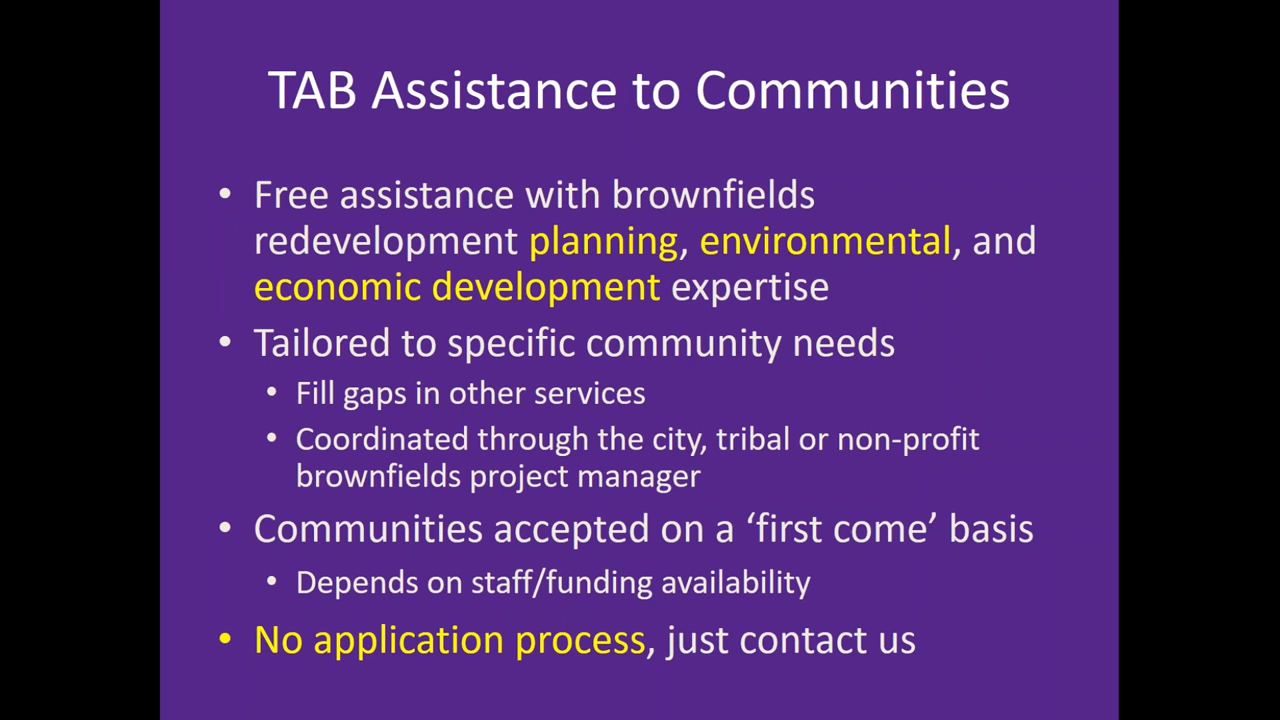 TAB Assistance to Communities
• Free assistance with brownfields
redevelopment planning, environmental, and
economic development expertise
• Tailored to specific community needs
• Fill gaps in other services
• Coordinated through the city, tribal or non-profit
brownfields project manager
• Communities accepted on a ‘first come’ basis
• Depends on staff/funding availability
• No application process, just contact us